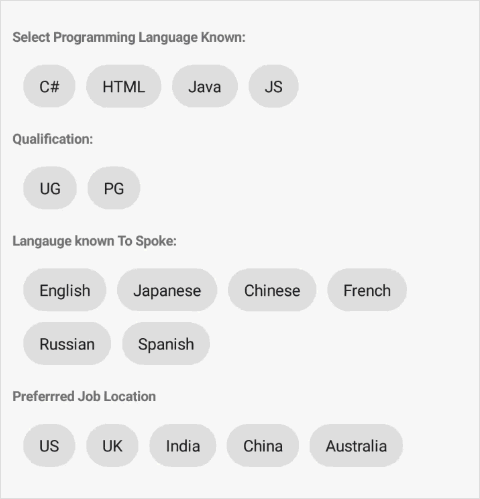 Select Programming Language Known:
C# HTML Java JS
Qualification:
UG PG
Langauge known To Spoke:
English Japanese Chinese French
Russian Spanish
Preferrred Job Location
US UK India China Australia